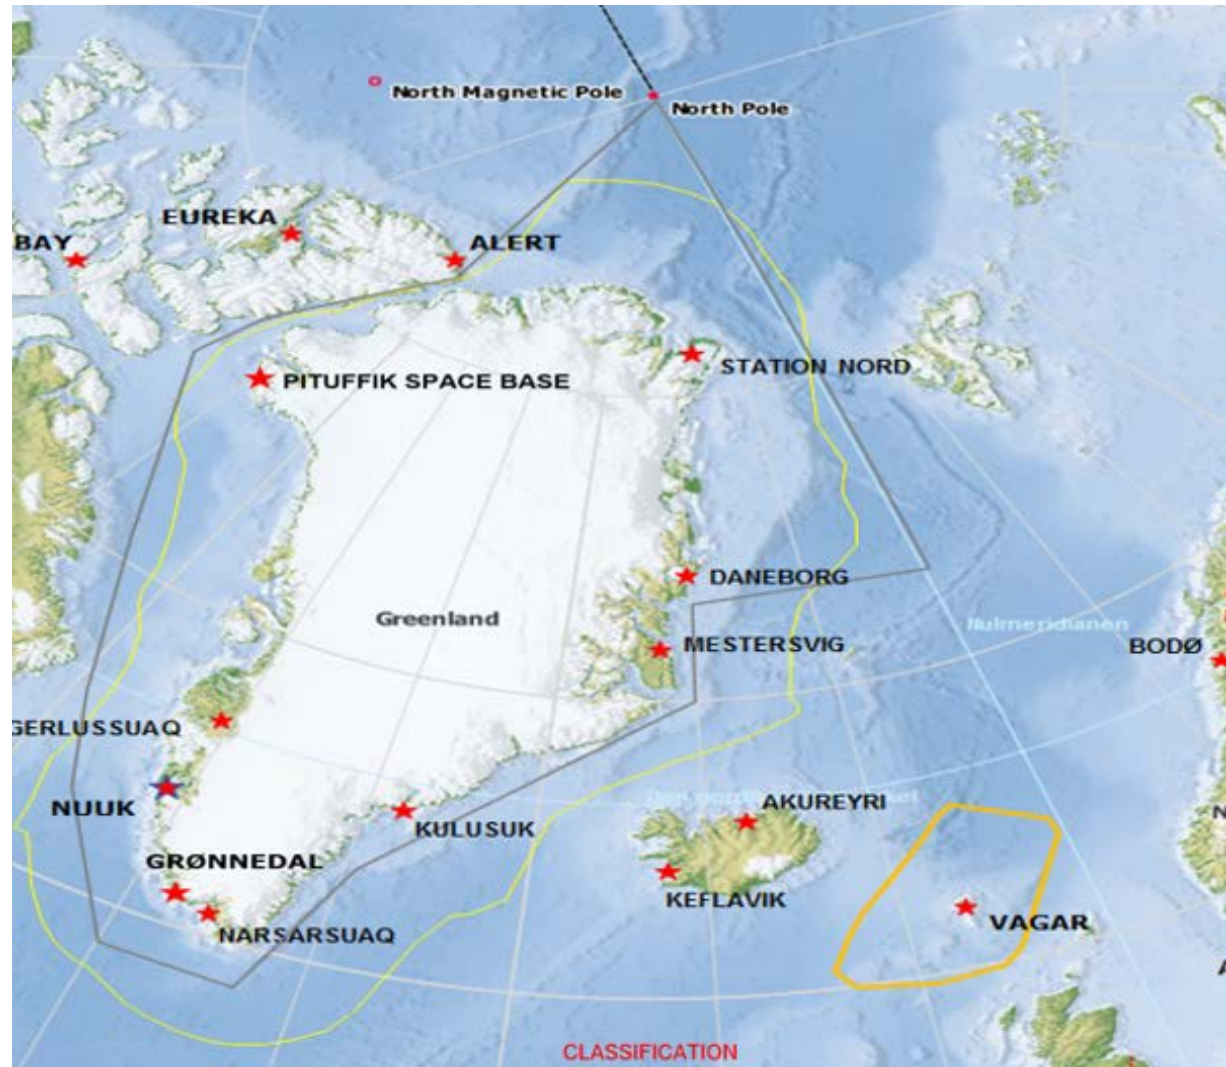 North Magnetic Pole
North Pole
EUREKA
BAY
ALERT
STATION NORD
PITUFFIK SPACE BASE
DANEBORG
Greenland
Nulmeridianen
MESTERSVIG
BODØ
GERLUSSUAQ
NUUK
AKUREYRI
KULUSUK
N
GRØNNEDAL
KEFLAVIK
VAGAR
NARSARSUAQ
A
CLASSIFICATION